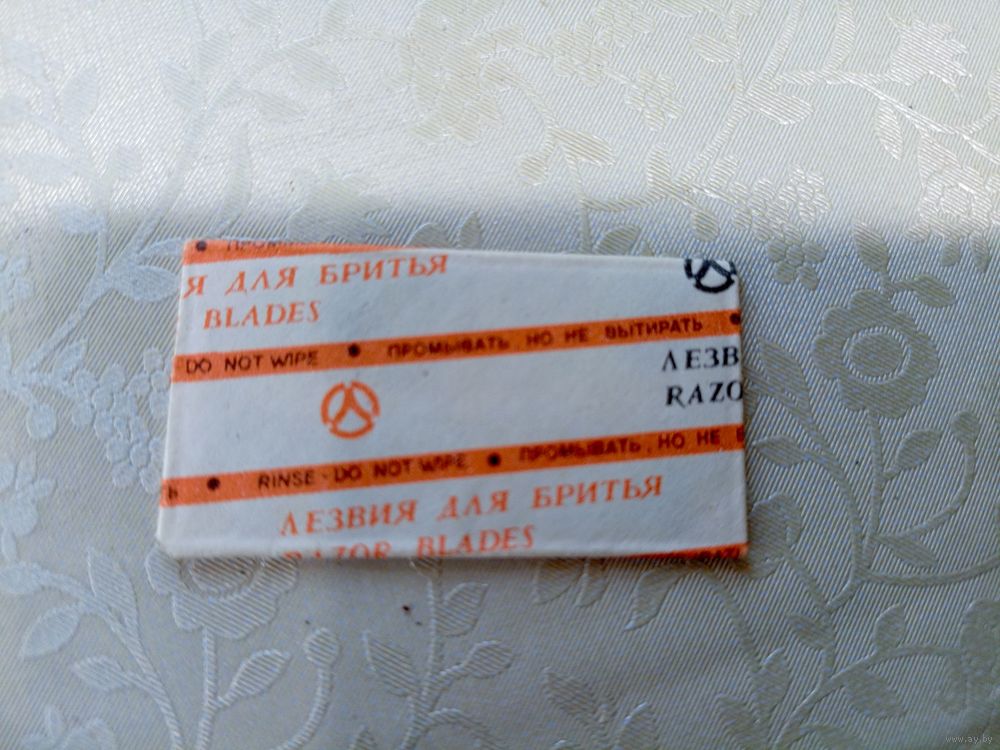 ПРОМЫ
Я ДЛЯ БРИТЬЯ
BLADES
DO NOT WIPE • ПРОМЫВАТЬ, НО НЕ ВЫТИРАТЬ •
ЛЕЗВ
RAZO
Ь • RINSE - DO NOT WIPE • ПРОМЫВАТЬ, НО НЕ В
ЛЕЗВИЯ ДЛЯ БРИТЬЯ
RAZOR BLADES
www.ay.by